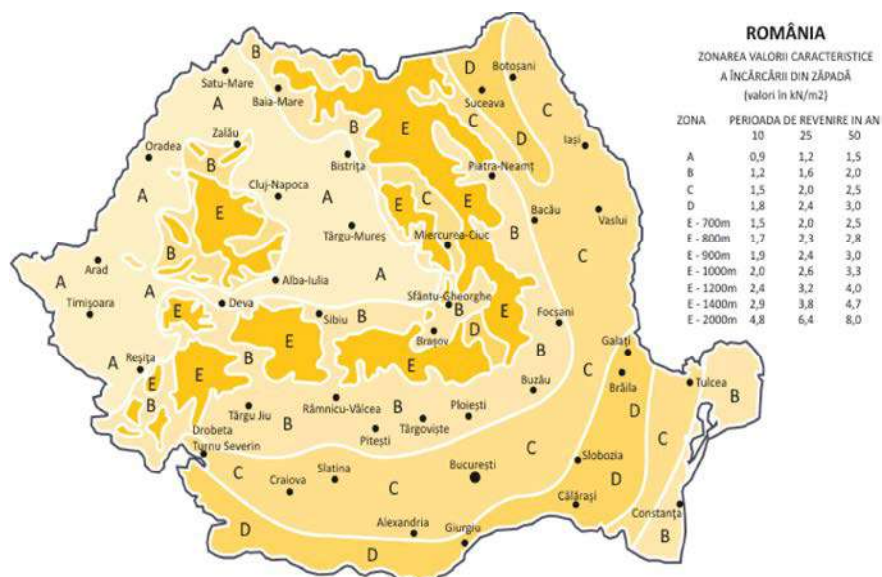 ROMÂNIA
ZONAREA VALORII CARACTERISTICE
A ÎNCĂRCĂRII DIN ZĂPADĂ
(valori în kN/m2)
ZONA PERIOADA DE REVENIRE IN AN
10 25 50
A 0,9 1,2 1,5
B 1,2 1,6 2,0
C 1,5 2,0 2,5
D 1,8 2,4 3,0
E - 700m 1,5 2,0 2,5
E - 800m 1,7 2,3 2,8
E - 900m 1,9 2,4 3,0
E - 1000m 2,0 2,6 3,3
E - 1200m 2,4 3,2 4,0
E - 1400m 2,9 3,8 4,7
E - 2000m 4,8 6,4 8,0
B
D
Botoșani
Satu-Mare
Baia-Mare
Suceava
A
E
C
C
B
D
Zalău
Iași
Oradea
B
Bistrița
Piatra-Neamț
A
Cluj-Napoca
A
E
E
C
E
Bacău
Vaslui
Târgu-Mureș
B
B
Miercurea-Ciuc
C
Arad
A
A
A
Alba-Iulia
Timișoara
E
Deva
Sfântu-Gheorghe
E
Sibiu
B
B
D
Focșani
Brașov
E
Galați
A
Reșița
E
E
B
E
B
C
Brăila
Tulcea
B
Buzău
B
D
Târgu Jiu
Râmnicu-Vâlcea
B
Ploiești
B
Pitești
Târgoviște
C
Drobeta
Turnu Severin
C
Slobozia
C
Slatina
București
Craiova
C
D
Călărași
Constanța
D
Alexandria
Giurgiu
B
D